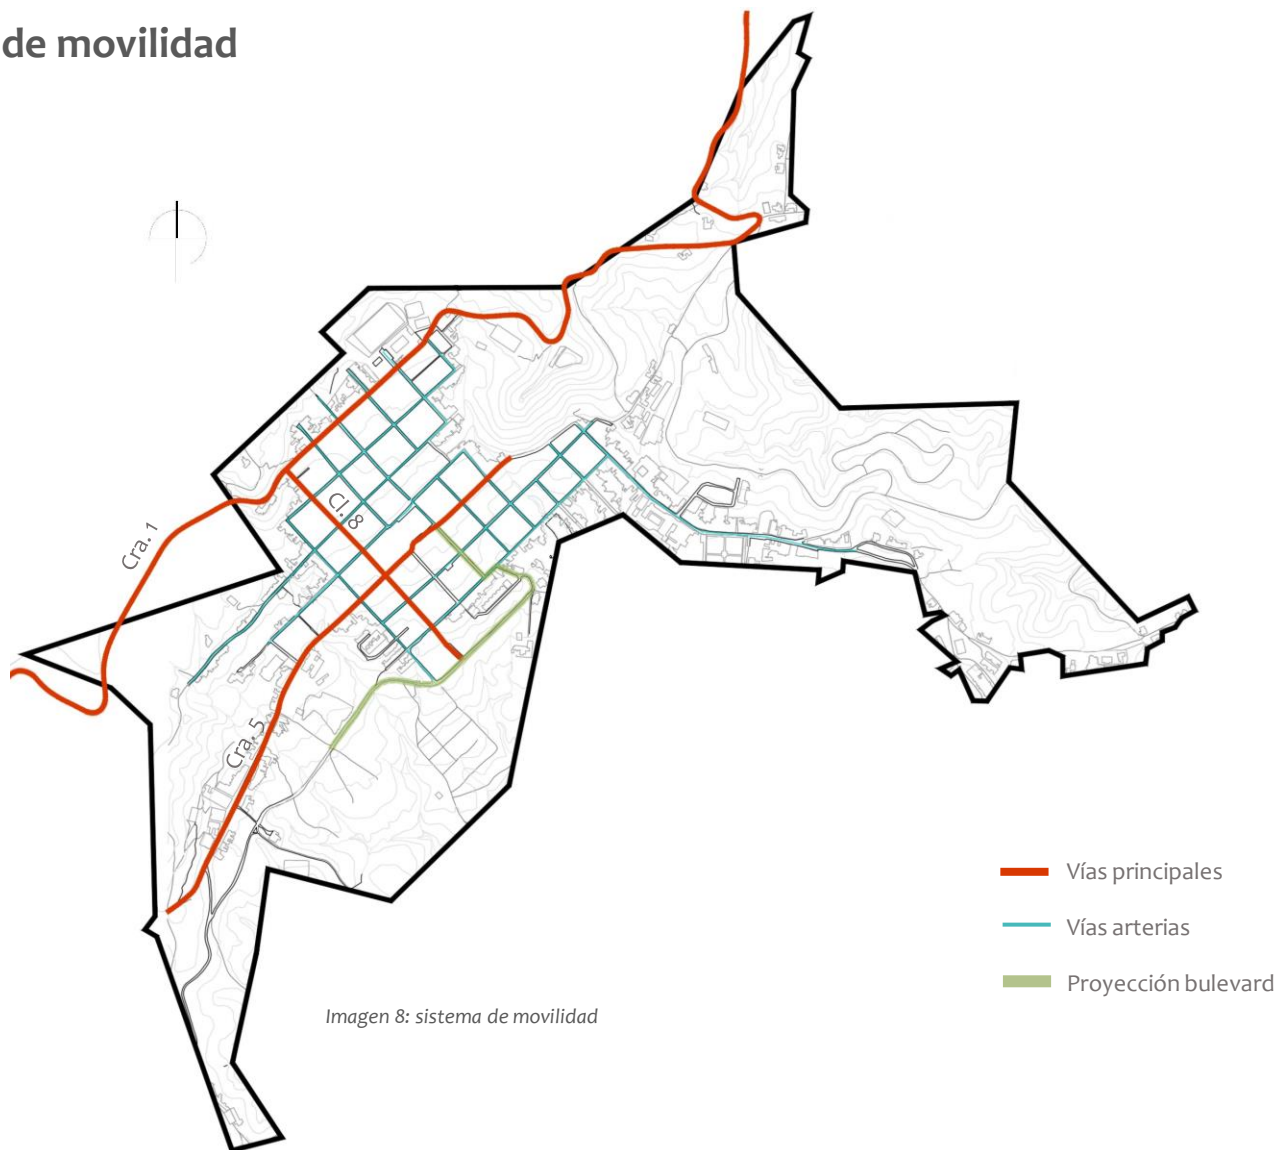 de movilidad
Cra. 1
Cl. 8
Cra. 5
Vías principales
Vías arterias
Proyección bulevard
Imagen 8: sistema de movilidad